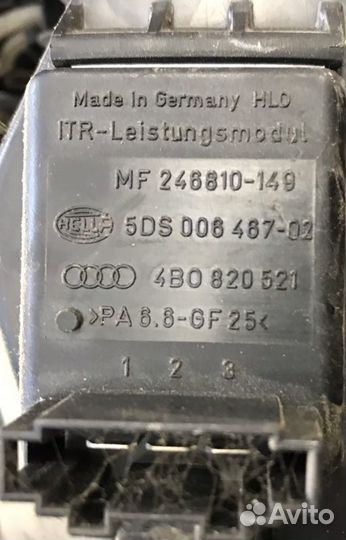 Made in Germany HLO
ITR-Leistungsmodul
MF 246810-149
HELLA 5DS 006 467-02
4B0 820 521
>PA 6.6-GF 25<
1 2 3
Avito